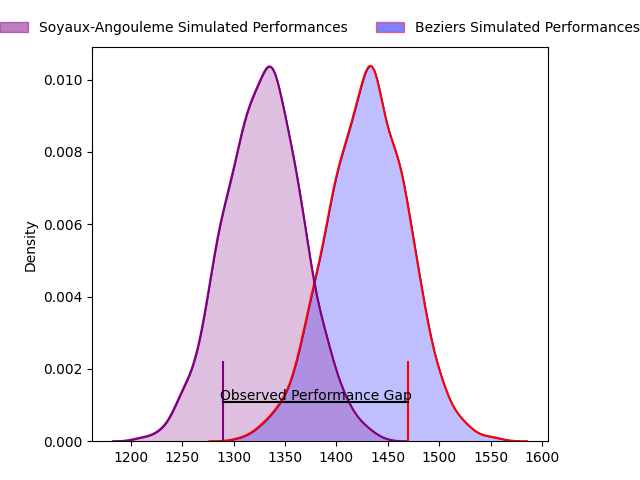 Soyaux-Angouleme Simulated Performances
Beziers Simulated Performances
0.010
0.008
0.006
0.004
0.002
0.000
Density
Observed Performance Gap
1200 1250 1300 1350 1400 1450 1500 1550 1600